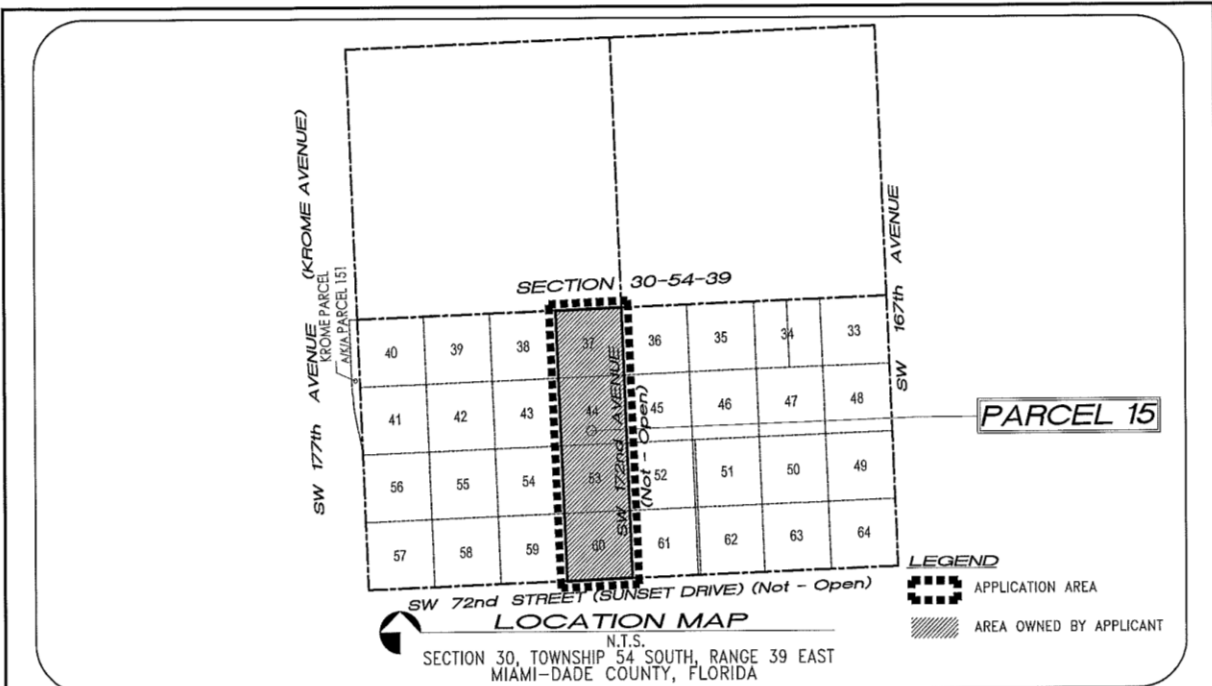 SECTION 30-54-39
SW 177th AVENUE (KROME AVENUE)
KROME PARCEL
A/K/A PARCEL 151
SW 167th AVENUE
40 39 38 37 36 35 34 33
41 42 43 44 45 46 47 48
56 55 54 53 52 51 50 49
57 58 59 60 61 62 63 64
SW 172nd AVENUE
(Not - Open)
PARCEL 15
SW 72nd STREET (SUNSET DRIVE) (Not - Open)
LEGEND
APPLICATION AREA
AREA OWNED BY APPLICANT
LOCATION MAP
N.T.S.
SECTION 30, TOWNSHIP 54 SOUTH, RANGE 39 EAST
MIAMI-DADE COUNTY, FLORIDA